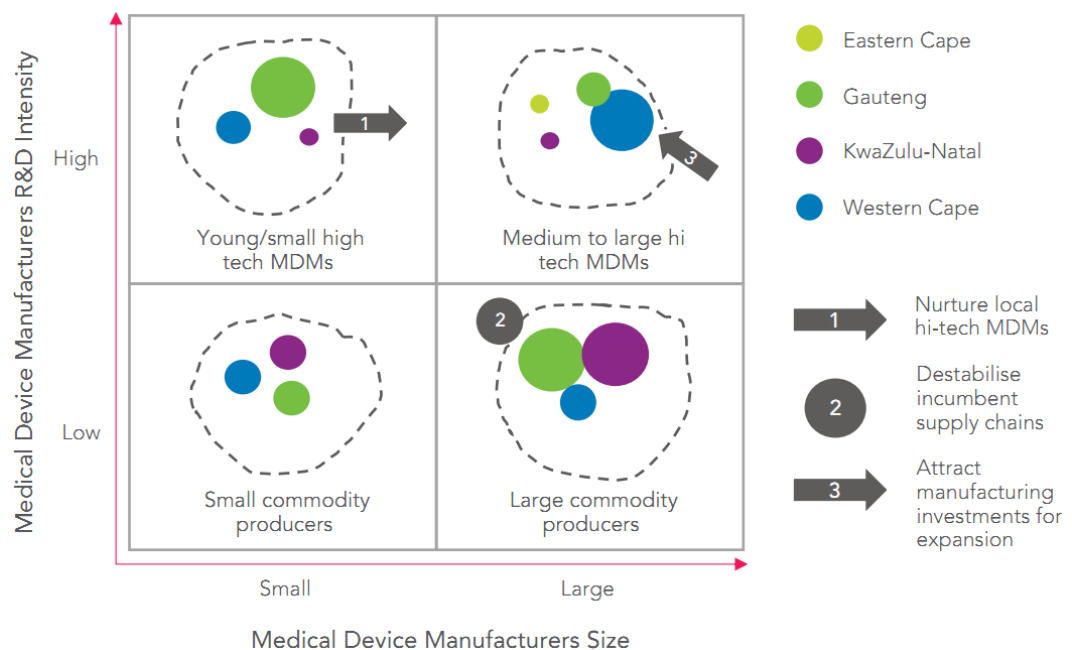 Medical Device Manufacturers R&D Intensity
High
Low
1
Young/small high
tech MDMs
3
Medium to large hi
tech MDMs
Small commodity
producers
2
Large commodity
producers
Small
Large
Medical Device Manufacturers Size
Eastern Cape
Gauteng
KwaZulu-Natal
Western Cape
1
Nurture local
hi-tech MDMs
2
Destabilise
incumbent
supply chains
3
Attract
manufacturing
investments for
expansion